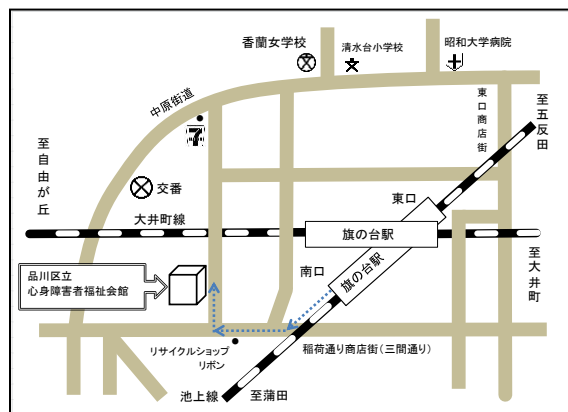 香蘭女学校
清水台小学校
昭和大学病院
中原街道
東口商店街
至五反田
7
至自由が丘
交番
東口
大井町線
旗の台駅
至大井町
品川区立
心身障害者福祉会館
南口
旗の台駅
リサイクルショップ
リボン
稲荷通り商店街(三間通り)
池上線
至蒲田